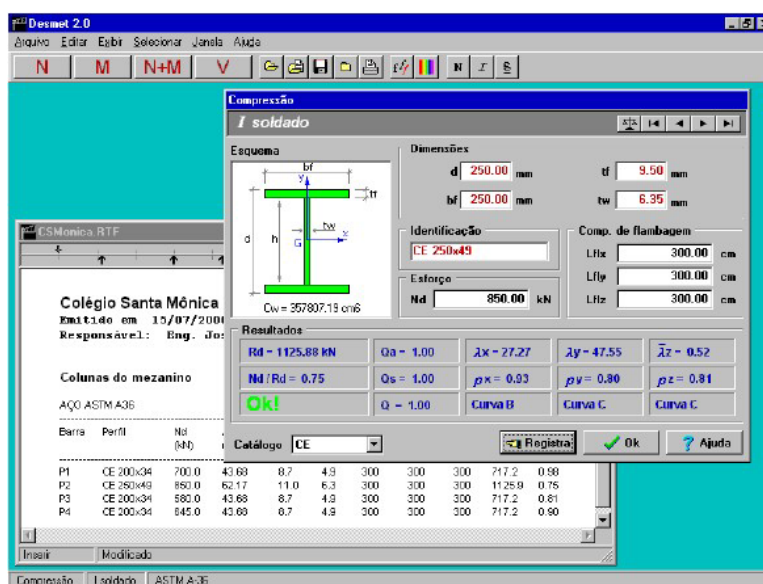 Desmet 2.0
Arquivo Editar Exibir Selecionar Janela Ajuda
N M N+M V N I S
Compressão
I soldado
Esquema
bf
y
tf
d
h
tw
x
G
Cw = 357807.19 cm6
Dimensões
d 250.00 mm tf 9.50 mm
bf 250.00 mm tw 6.35 mm
Identificação
CE 250x49
Esforço
Nd 850.00 kN
Comp. de flambagem
Lflx 300.00 cm
Lfly 300.00 cm
Lflz 300.00 cm
Resultados
Rd = 1125.88 kN Qa = 1.00 λx = 27.27 λy = 47.55 λ̅z = 0.52
Nd / Rd = 0.75 Qs = 1.00 ρx = 0.93 ρy = 0.80 ρz = 0.81
Ok! Q = 1.00 Curva B Curva C Curva C
Catálogo CE Registra Ok Ajuda
CSMonica.RTF
Colégio Santa Mônica
Emitido em 15/07/200
Responsável: Eng. Jo
Colunas do mezanino
AÇO ASTM A36
Barra Perfil Nd
(kN)
P1 CE 200x34 700.0 43.68 8.7 4.9 300 300 300 717.2 0.98
P2 CE 250x49 850.0 62.17 11.0 6.3 300 300 300 1125.9 0.75
P3 CE 200x34 580.0 43.68 8.7 4.9 300 300 300 717.2 0.81
P4 CE 200x34 645.0 43.68 8.7 4.9 300 300 300 717.2 0.90
Inserir Modificado
Compressão I soldado ASTM A-36